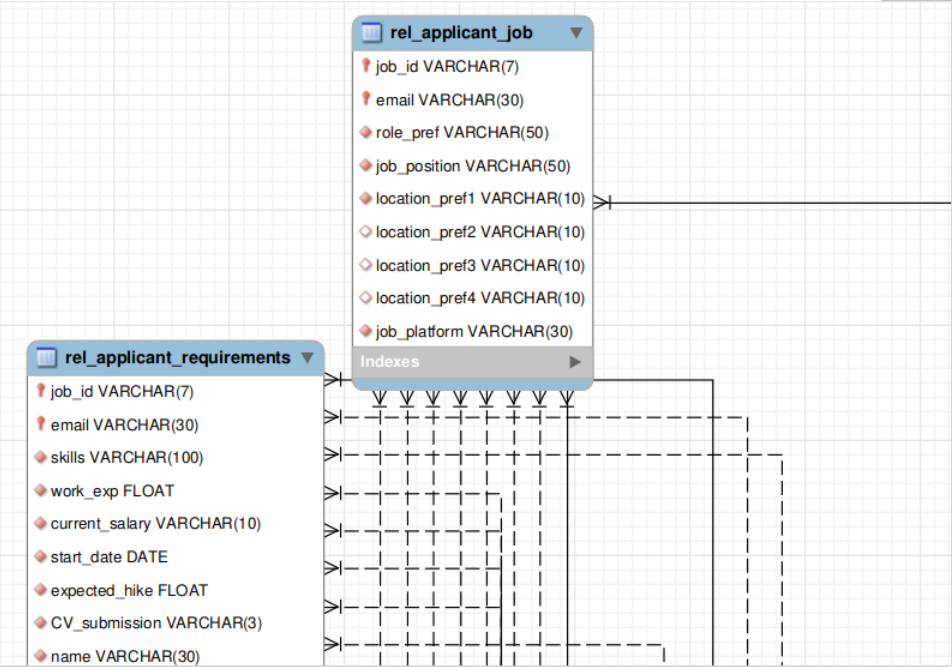 rel_applicant_job
job_id VARCHAR(7)
email VARCHAR(30)
role_pref VARCHAR(50)
job_position VARCHAR(50)
location_pref1 VARCHAR(10)
location_pref2 VARCHAR(10)
location_pref3 VARCHAR(10)
location_pref4 VARCHAR(10)
job_platform VARCHAR(30)
Indexes
rel_applicant_requirements
job_id VARCHAR(7)
email VARCHAR(30)
skills VARCHAR(100)
work_exp FLOAT
current_salary VARCHAR(10)
start_date DATE
expected_hike FLOAT
CV_submission VARCHAR(3)
name VARCHAR(30)